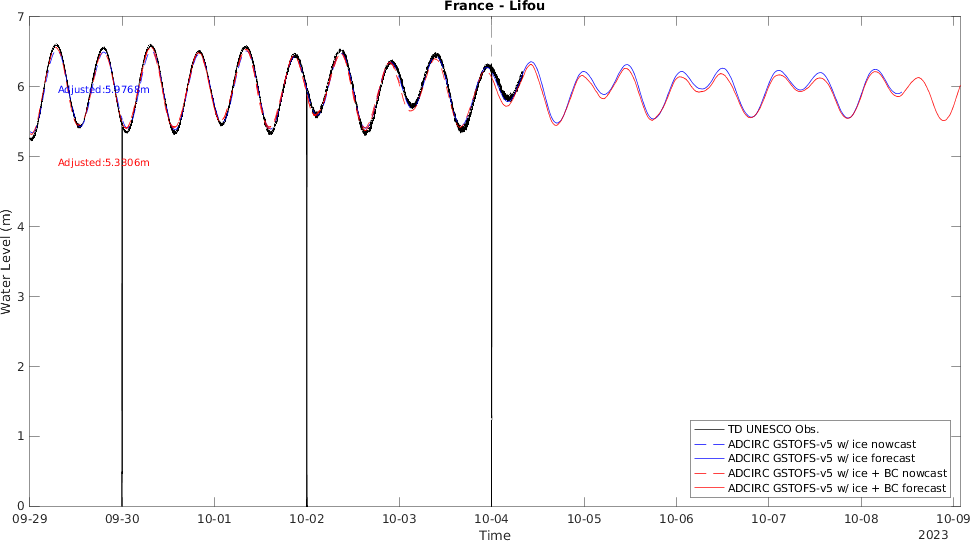 France - Lifou
7
6
5
4
3
2
1
0
Water Level (m)
Adjusted:5.9768m
Adjusted:5.3806m
TD UNESCO Obs.
ADCIRC GSTOFS-v5 w/ ice nowcast
ADCIRC GSTOFS-v5 w/ ice forecast
ADCIRC GSTOFS-v5 w/ ice + BC nowcast
ADCIRC GSTOFS-v5 w/ ice + BC forecast
09-29 09-30 10-01 10-02 10-03 10-04 10-05 10-06 10-07 10-08 10-09
Time
2023